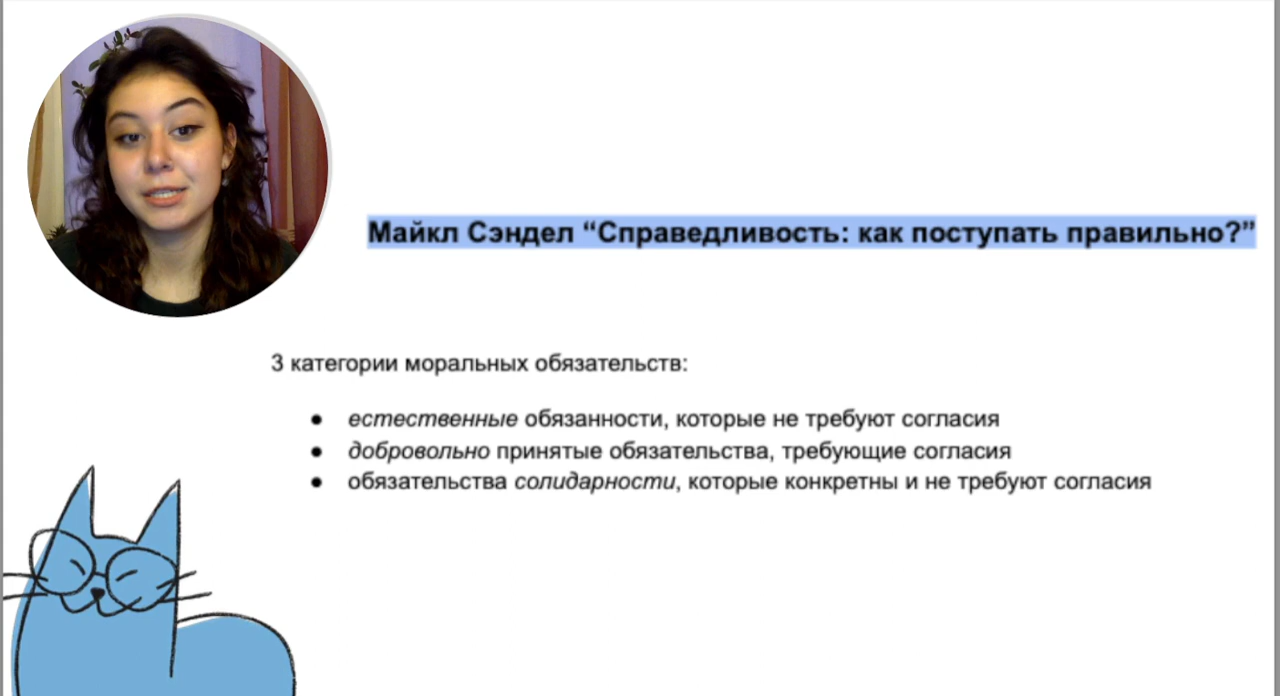 Майкл Сэндел “Справедливость: как поступать правильно?”
3 категории моральных обязательств:
● естественные обязанности, которые не требуют согласия
● добровольно принятые обязательства, требующие согласия
● обязательства солидарности, которые конкретны и не требуют согласия